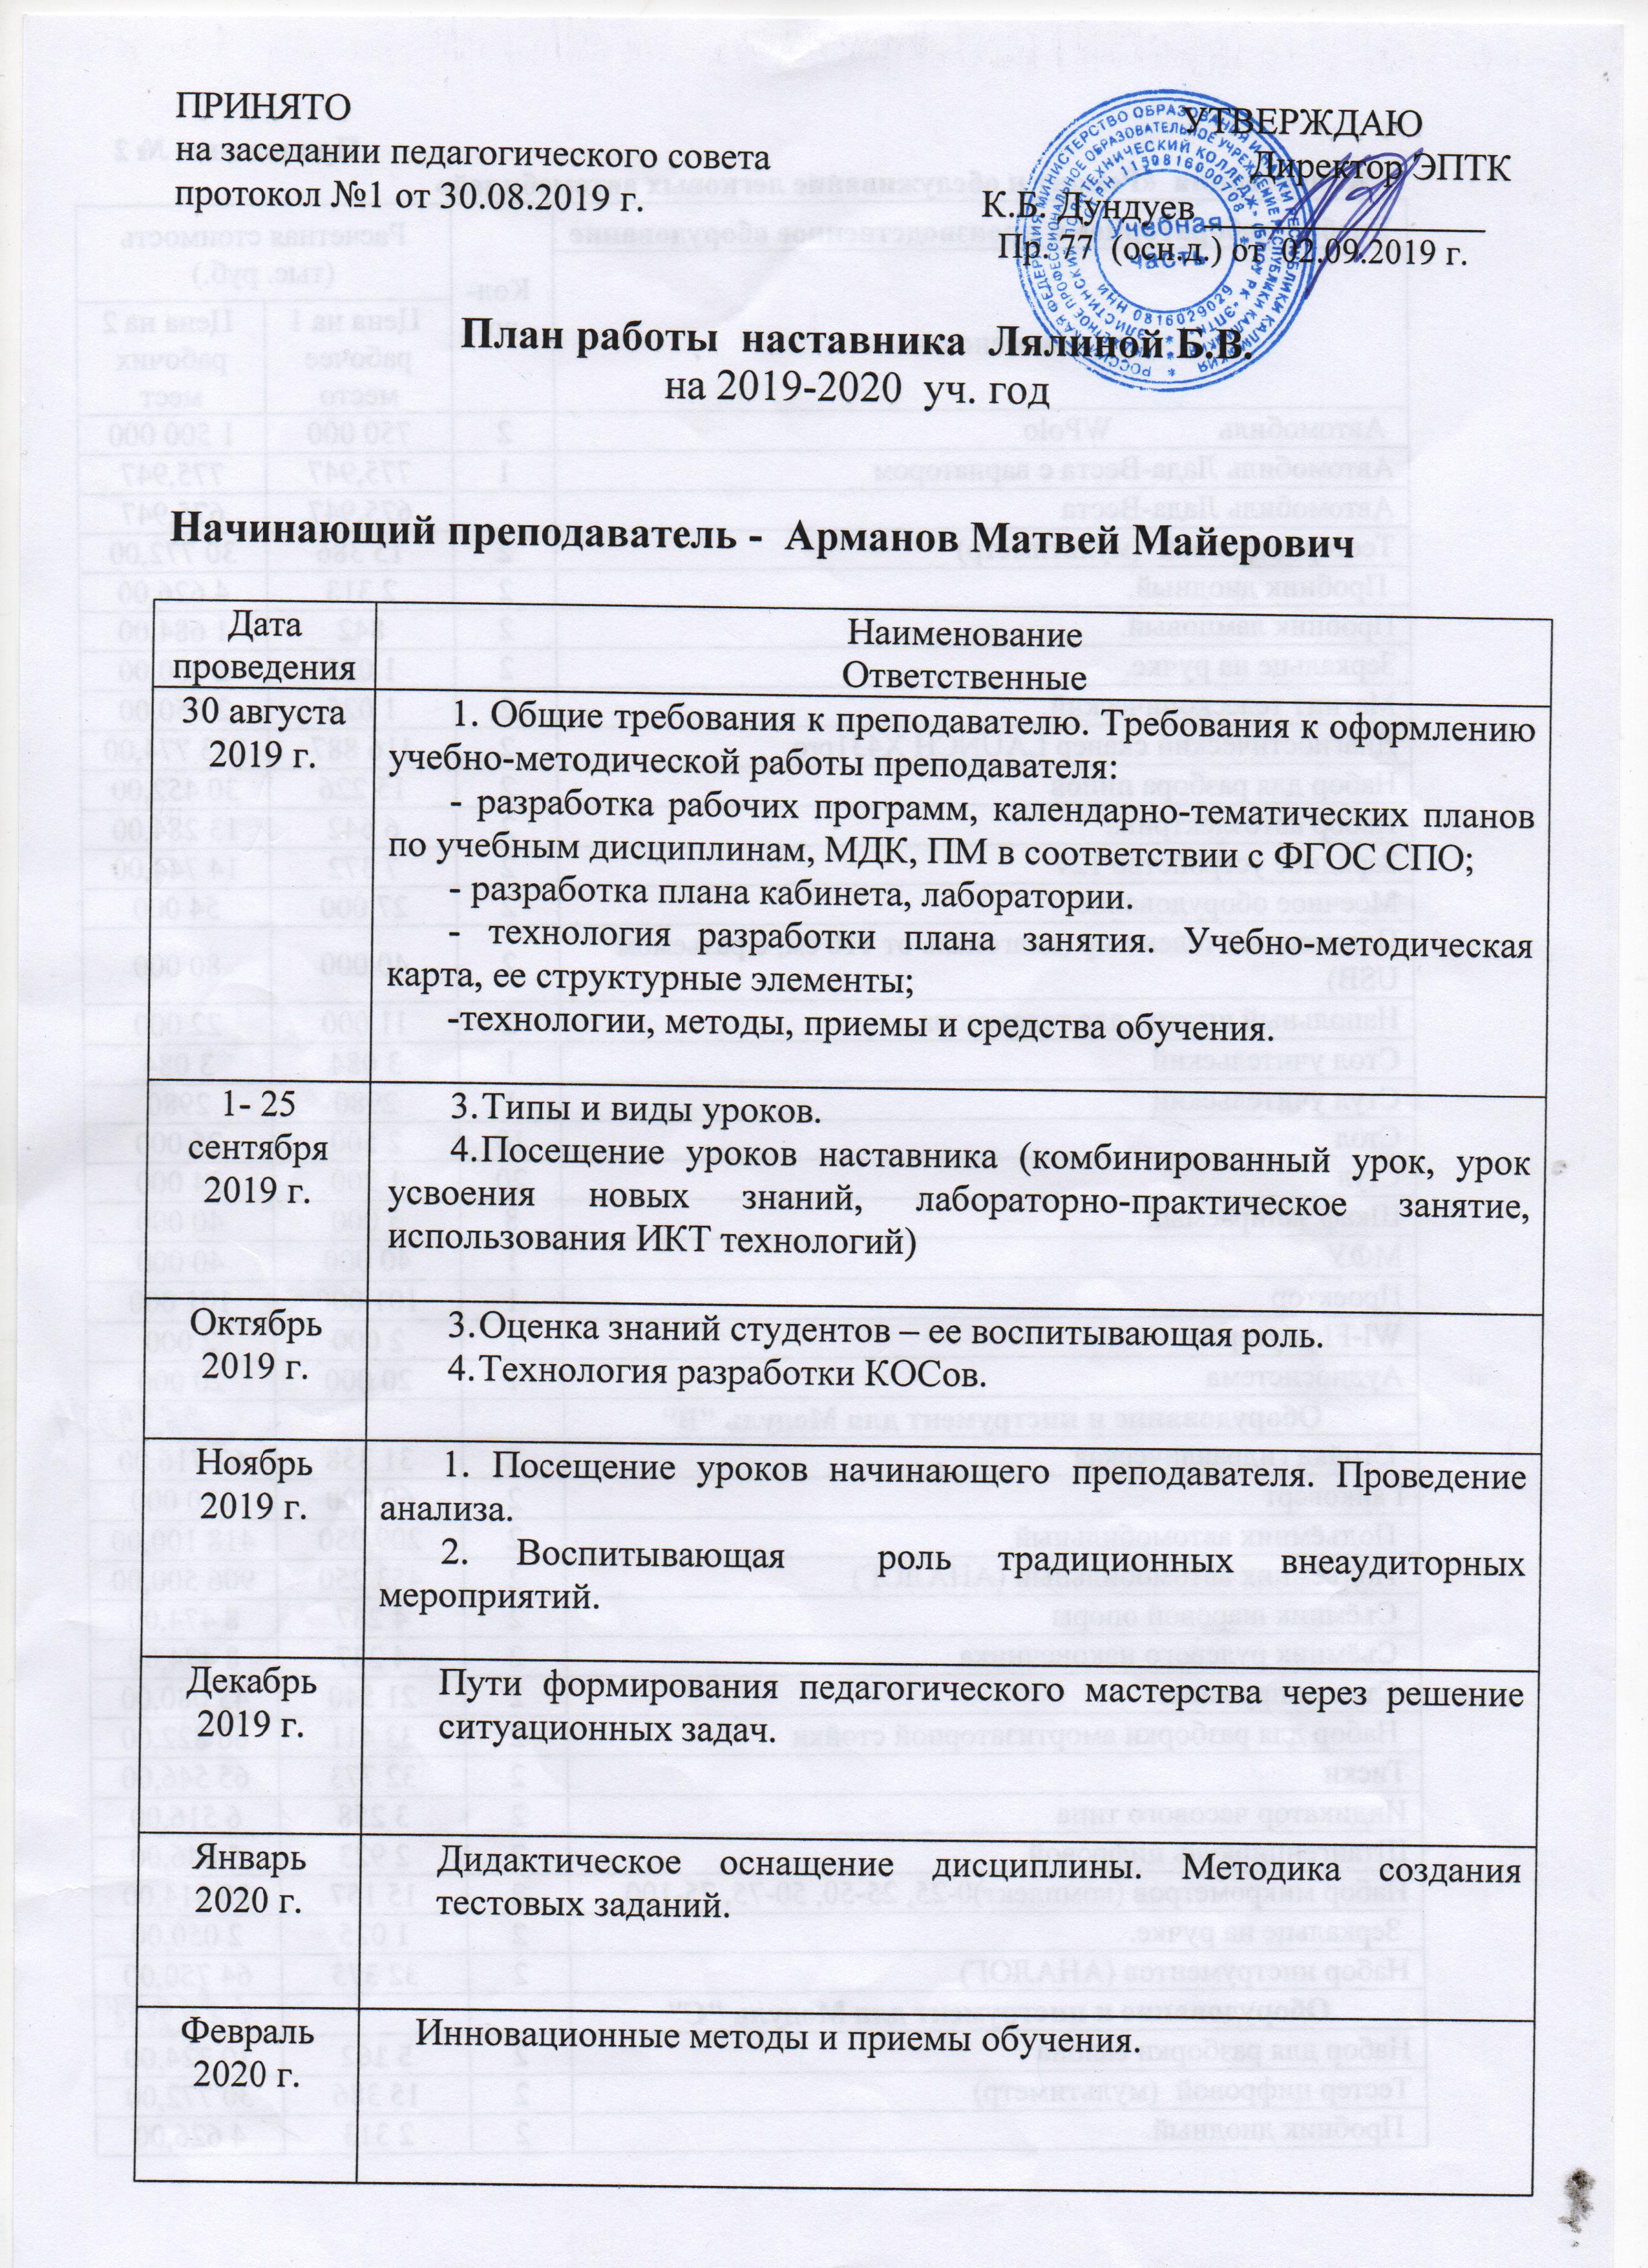 ПРИНЯТО
на заседании педагогического совета
протокол №1 от 30.08.2019 г.
УТВЕРЖДАЮ
Директор ЭПТК
К.Б. Дундуев
Пр. 77 (осн.д.) от 02.09.2019 г.
Учебная
часть
ИНН 0816029029
План работы наставника Лялиной Б.В.
на 2019-2020 уч. год
Начинающий преподаватель - Арманов Матвей Майерович
Дата
проведения
Наименование
Ответственные
30 августа
2019 г.
1. Общие требования к преподавателю. Требования к оформлению
учебно-методической работы преподавателя:
- разработка рабочих программ, календарно-тематических планов
по учебным дисциплинам, МДК, ПМ в соответствии с ФГОС СПО;
- разработка плана кабинета, лаборатории.
- технология разработки плана занятия. Учебно-методическая
карта, ее структурные элементы;
-технологии, методы, приемы и средства обучения.
1- 25
сентября
2019 г.
3.Типы и виды уроков.
4.Посещение уроков наставника (комбинированный урок, урок
усвоения новых знаний, лабораторно-практическое занятие,
использования ИКТ технологий)
Октябрь
2019 г.
3.Оценка знаний студентов – ее воспитывающая роль.
4.Технология разработки КОСов.
Ноябрь
2019 г.
1. Посещение уроков начинающего преподавателя. Проведение
анализа.
2. Воспитывающая роль традиционных внеаудиторных
мероприятий.
Декабрь
2019 г.
Пути формирования педагогического мастерства через решение
ситуационных задач.
Январь
2020 г.
Дидактическое оснащение дисциплины. Методика создания
тестовых заданий.
Февраль
2020 г.
Инновационные методы и приемы обучения.